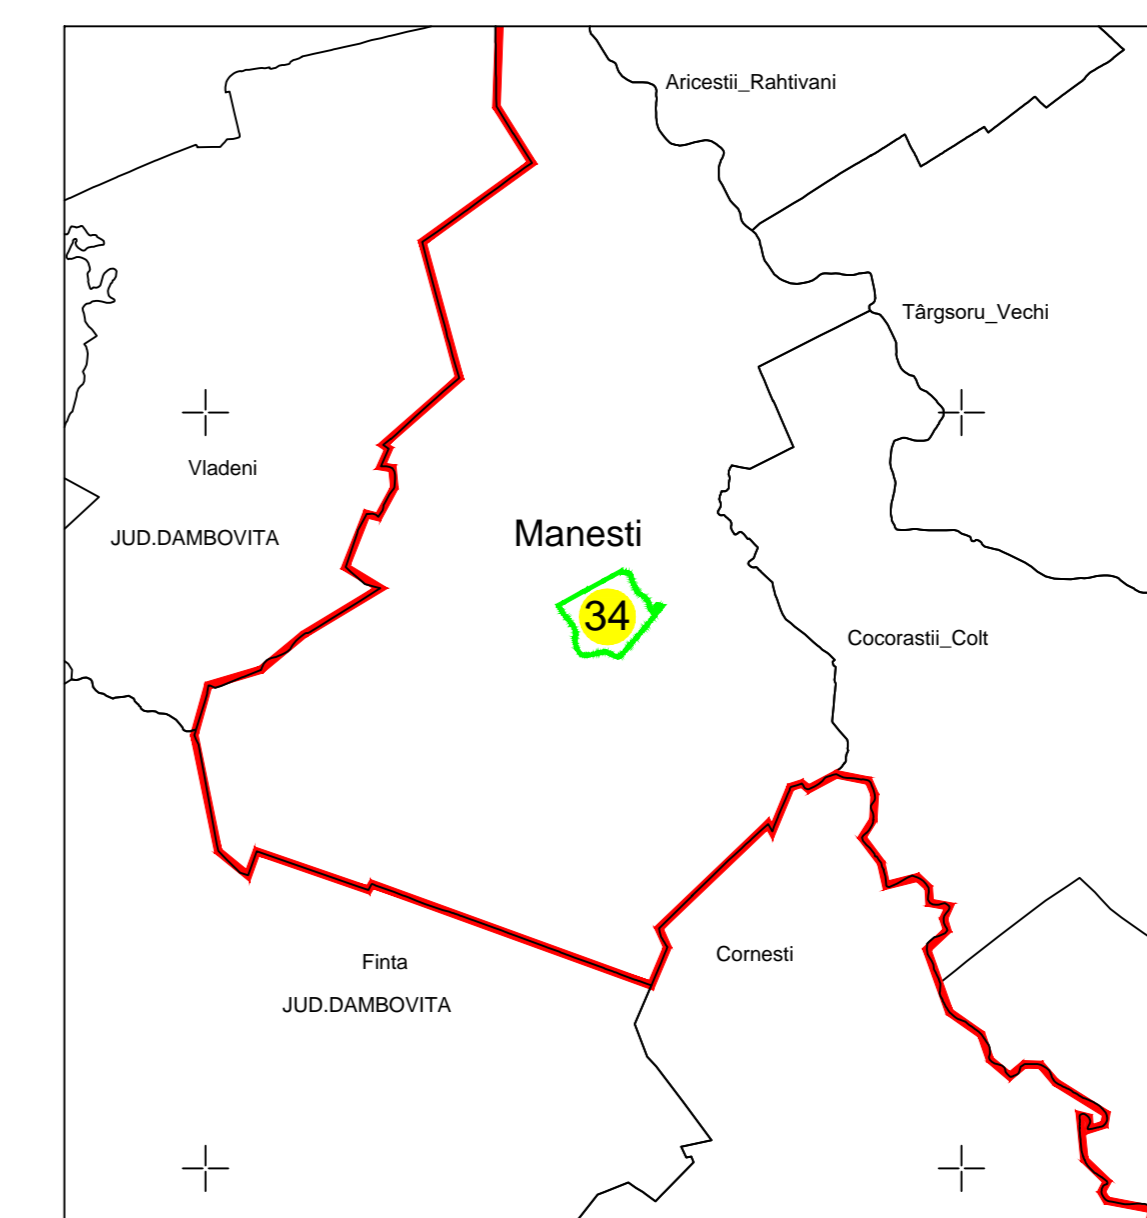 Aricestii_Rahtivani
Târgsoru_Vechi
Vladeni
JUD.DAMBOVITA
Manesti
34
Cocorastii_Colt
Finta
JUD.DAMBOVITA
Cornesti